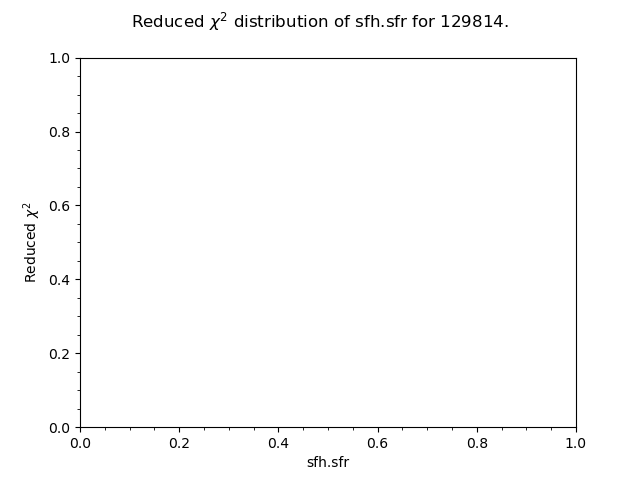 Reduced χ² distribution of sfh.sfr for 129814.
1.0
0.8
0.6
0.4
0.2
0.0
Reduced χ²
0.0 0.2 0.4 0.6 0.8 1.0
sfh.sfr